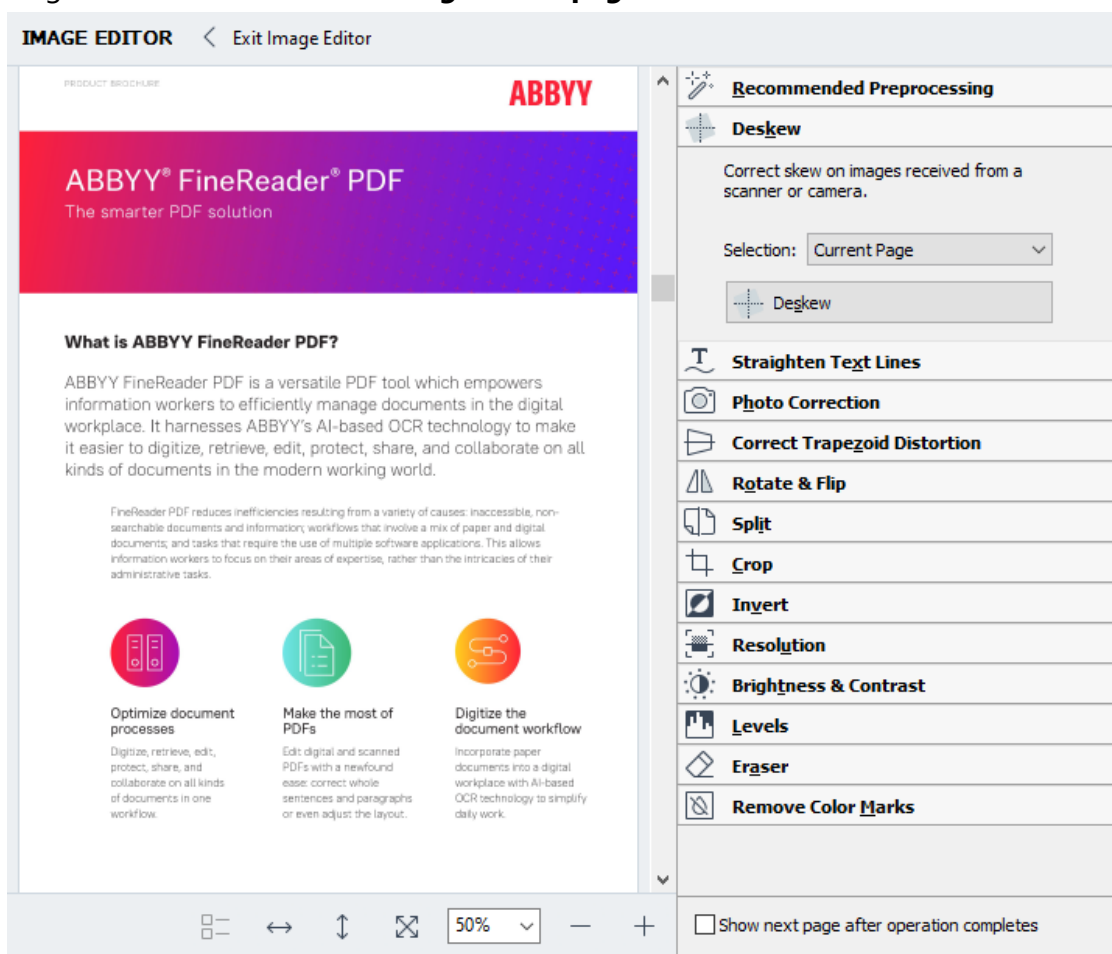 IMAGE EDITOR < Exit Image Editor
PRODUCT BROCHURE
ABBYY
ABBYY® FineReader® PDF
The smarter PDF solution
What is ABBYY FineReader PDF?
ABBYY FineReader PDF is a versatile PDF tool which empowers
information workers to efficiently manage documents in the digital
workplace. It harnesses ABBYY's AI-based OCR technology to make
it easier to digitize, retrieve, edit, protect, share, and collaborate on all
kinds of documents in the modern working world.
FineReader PDF reduces inefficiencies resulting from a variety of causes: inaccessible, non-
searchable documents and information; workflows that involve a mix of paper and digital
documents; and tasks that require the use of multiple software applications. This allows
information workers to focus on their areas of expertise, rather than the intricacies of their
administrative tasks.
Optimize document
processes
Digitize, retrieve, edit,
protect, share, and
collaborate on all kinds
of documents in one
workflow.
Make the most of
PDFs
Edit digital and scanned
PDFs with a newfound
ease: correct whole
sentences and paragraphs
or even adjust the layout.
Digitize the
document workflow
Incorporate paper
documents into a digital
workplace with AI-based
OCR technology to simplify
daily work.
50%
Recommended Preprocessing
Deskew
Correct skew on images received from a
scanner or camera.
Selection: Current Page
Deskew
Straighten Text Lines
Photo Correction
Correct Trapezoid Distortion
Rotate & Flip
Split
Crop
Invert
Resolution
Brightness & Contrast
Levels
Eraser
Remove Color Marks
Show next page after operation completes